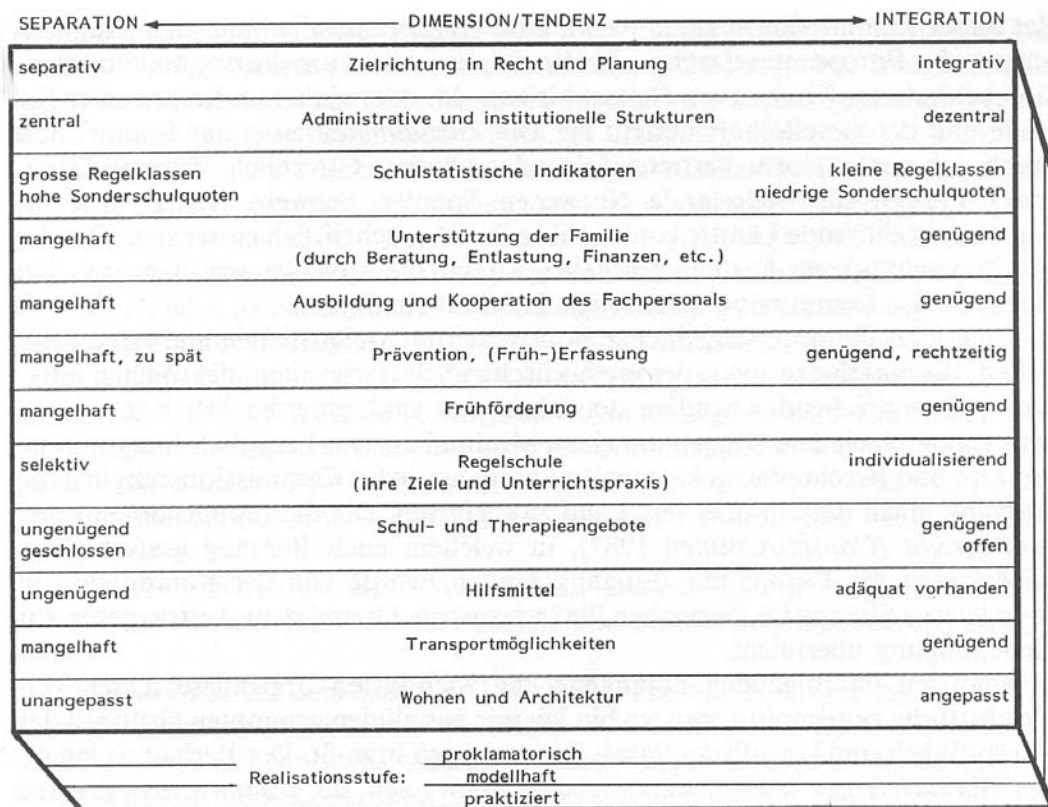 SEPARATION DIMENSION/TENDENZ INTEGRATION
separativ Zielrichtung in Recht und Planung integrativ
zentral Administrative und institutionelle Strukturen dezentral
grosse Regelklassen Schulstatistische Indikatoren kleine Regelklassen
hohe Sonderschulquoten niedrige Sonderschulquoten
mangelhaft Unterstützung der Familie genügend
(durch Beratung, Entlastung, Finanzen, etc.)
mangelhaft Ausbildung und Kooperation des Fachpersonals genügend
mangelhaft, zu spät Prävention, (Früh-)Erfassung genügend, rechtzeitig
mangelhaft Frühförderung genügend
selektiv Regelschule individualisierend
(ihre Ziele und Unterrichtspraxis)
ungenügend Schul- und Therapieangebote genügend
geschlossen offen
ungenügend Hilfsmittel adäquat vorhanden
mangelhaft Transportmöglichkeiten genügend
unangepasst Wohnen und Architektur angepasst
proklamatorisch
Realisationsstufe: modellhaft
praktiziert